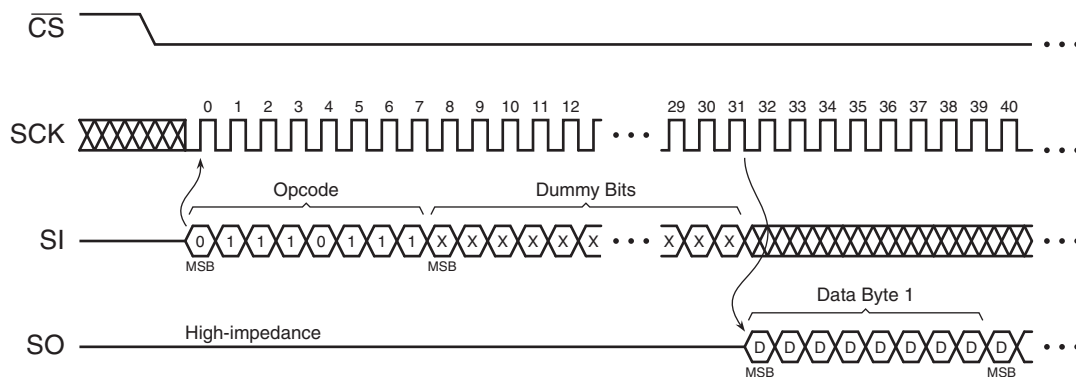 CS
0 1 2 3 4 5 6 7 8 9 10 11 12 29 30 31 32 33 34 35 36 37 38 39 40
SCK
Opcode Dummy Bits
SI 0 1 1 1 0 1 1 1 X X X X X X X X X
MSB MSB
Data Byte 1
High-impedance
SO D D D D D D D D D
MSB MSB